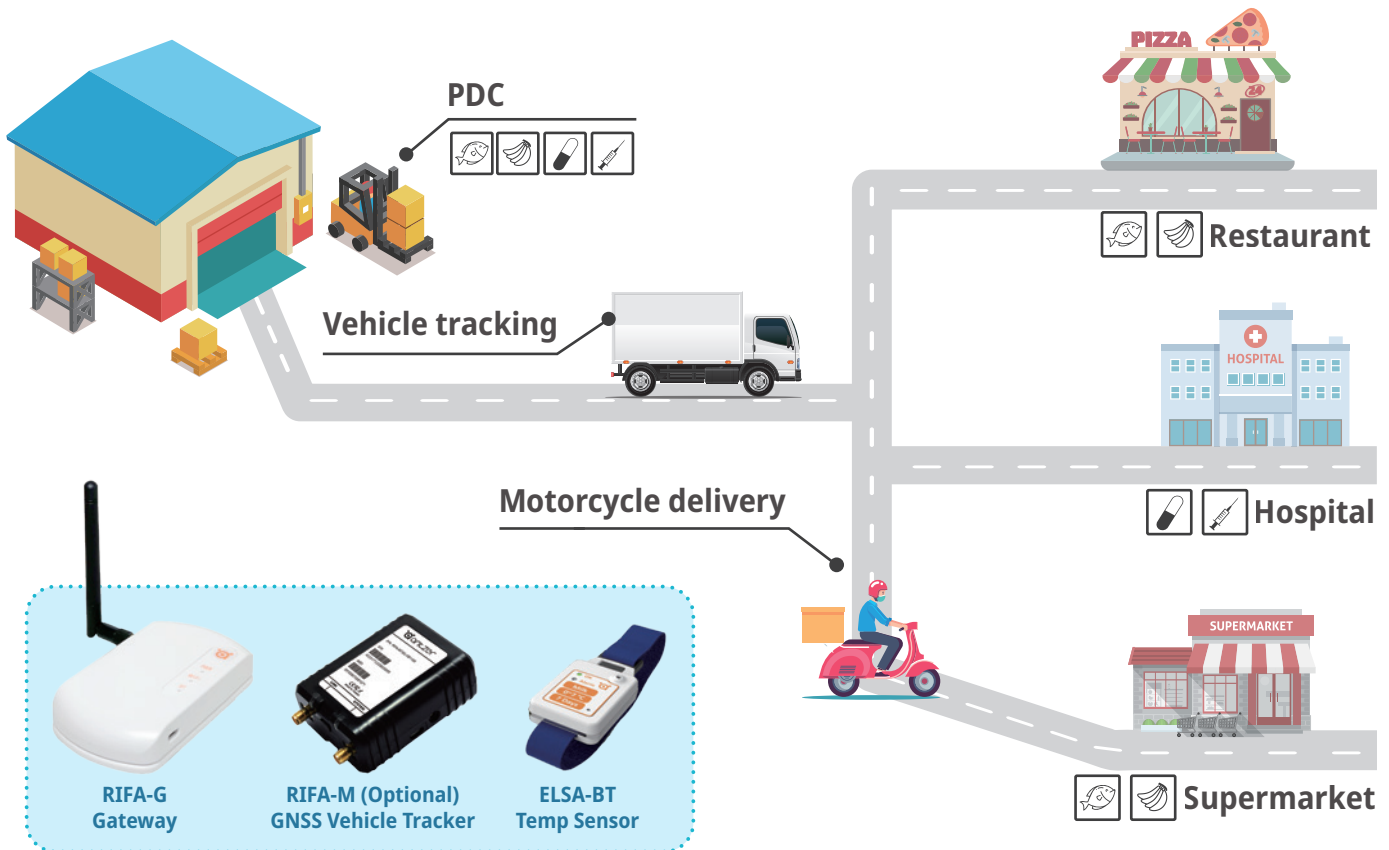 PIZZA
24
PDC
Restaurant
Vehicle tracking
HOSPITAL
Motorcycle delivery
Hospital
SUPERMARKET
RIFA-G
Gateway
RIFA-M (Optional)
GNSS Vehicle Tracker
ELSA-BT
Temp Sensor
Supermarket